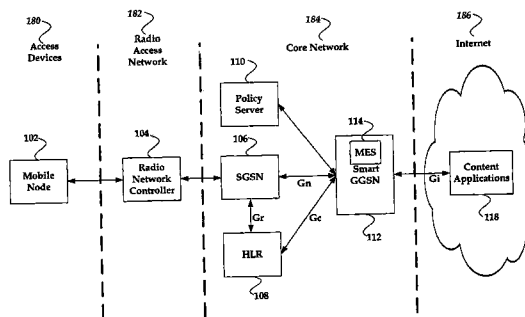 180
182
184
186
Access
Devices
Radio
Access
Network
Core Network
Internet
110
Policy
Server
102
Mobile
Node
104
Radio
Network
Controller
106
SGSN
114
MES
Smart
GGSN
112
Gn
Gr
Gc
HLR
108
Gi
Content
Applications
118